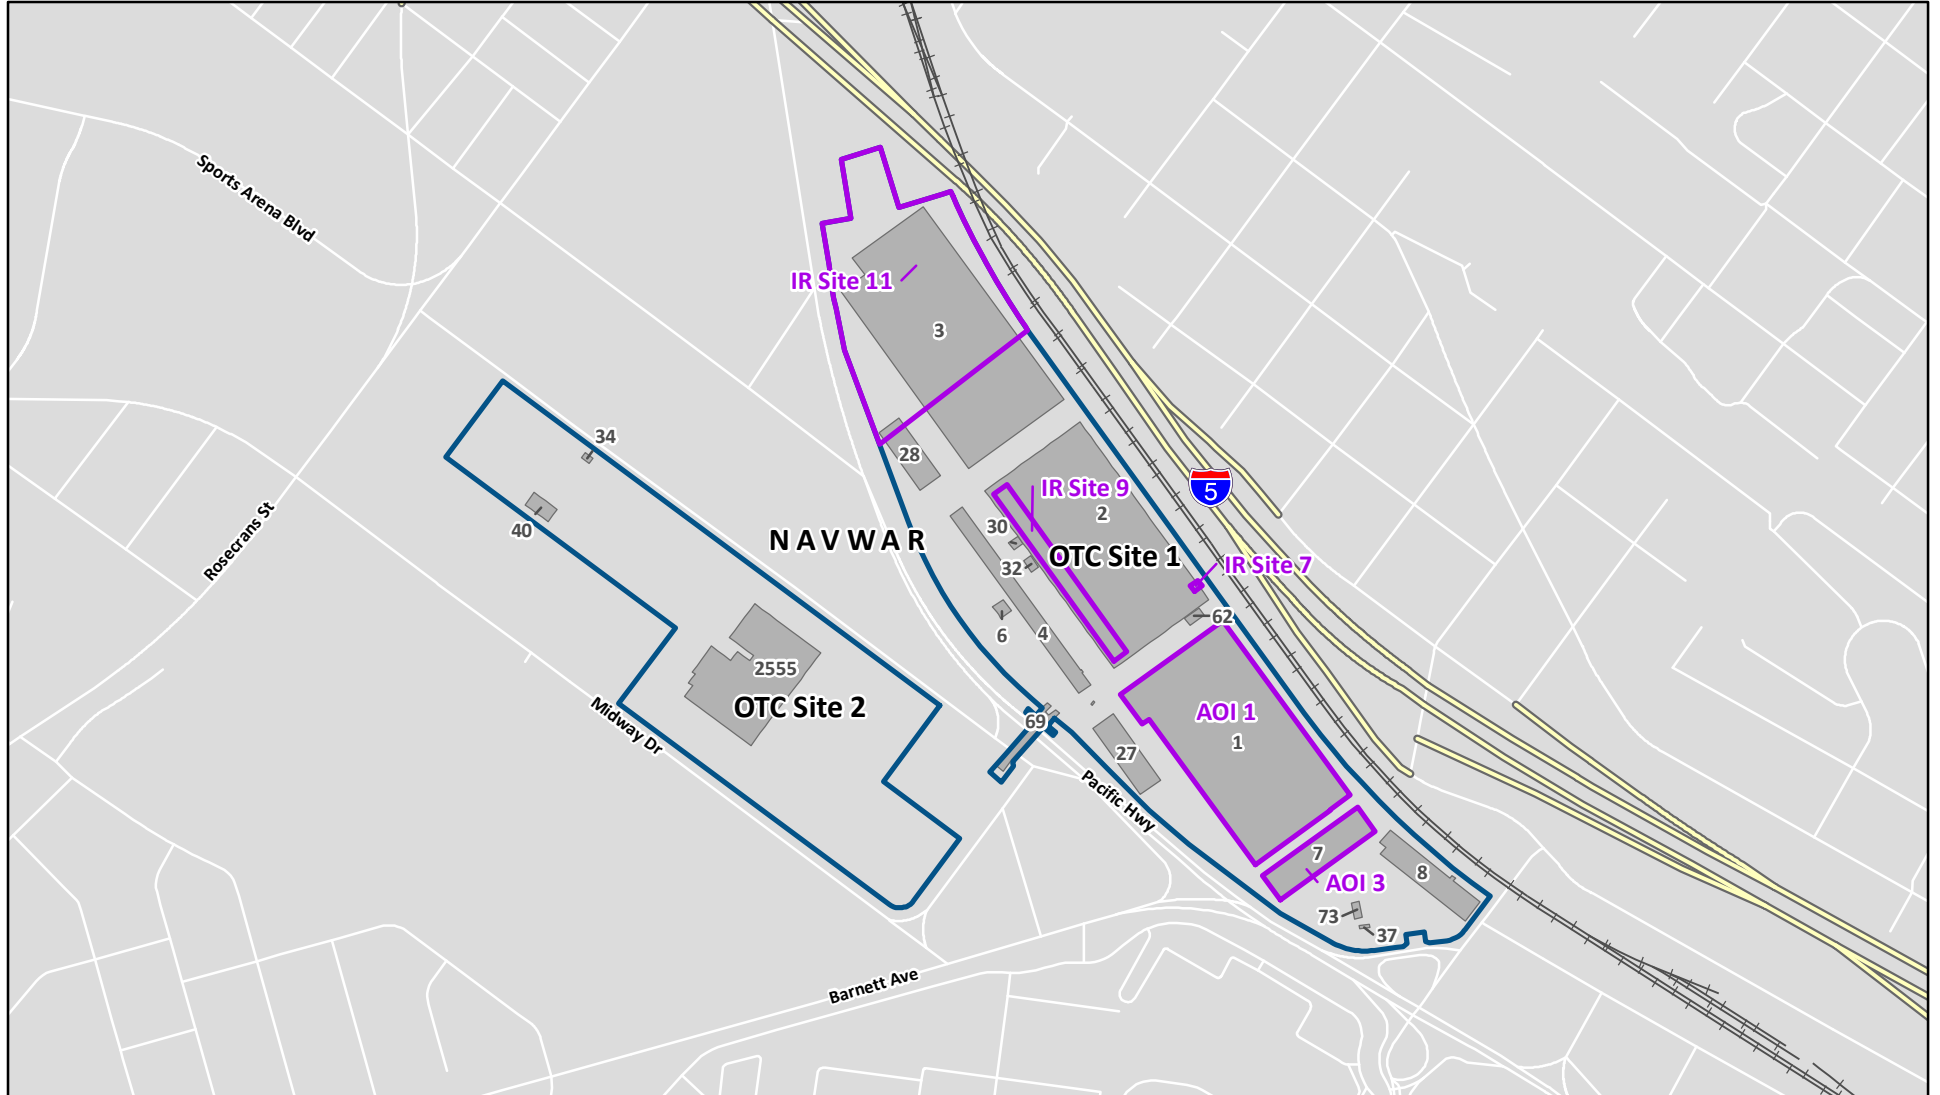 Sports Arena Blvd
IR Site 11
3
34
28
IR Site 9
5
2
Rosecrans St
40
30
NAVWAR
OTC Site 1
IR Site 7
32
62
6
4
2555
OTC Site 2
AOI 1
69
Midway Dr
1
27
Pacific Hwy
7
8
AOI 3
73
37
Barnett Ave